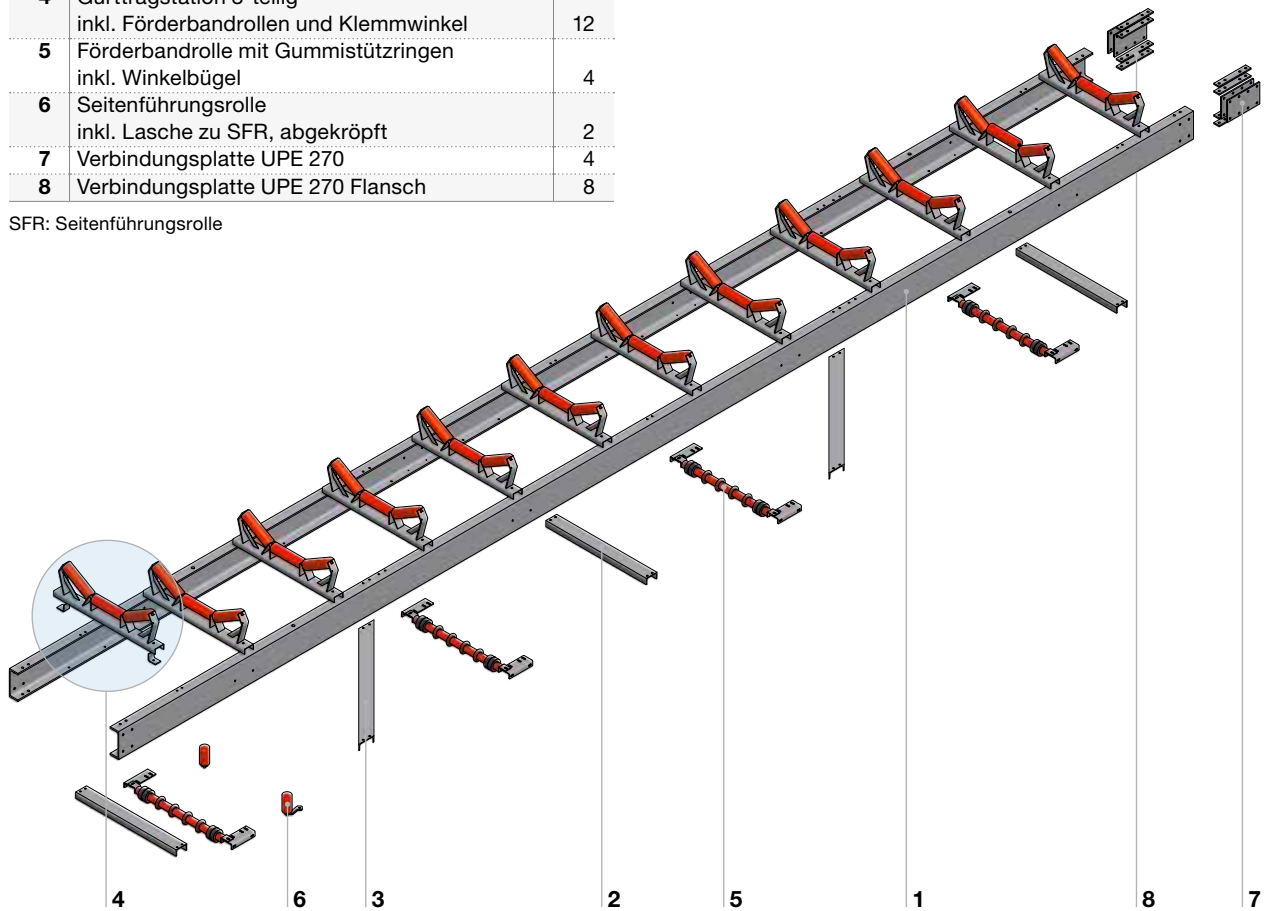 inkl. Förderbandrollen und Klemmwinkel 12
5 Förderbandrolle mit Gummistützringen
inkl. Winkelbügel 4
6 Seitenführungsrolle
inkl. Lasche zu SFR, abgekröpft 2
7 Verbindungsplatte UPE 270 4
8 Verbindungsplatte UPE 270 Flansch 8
SFR: Seitenführungsrolle
4 6 3 2 5 1 8 7